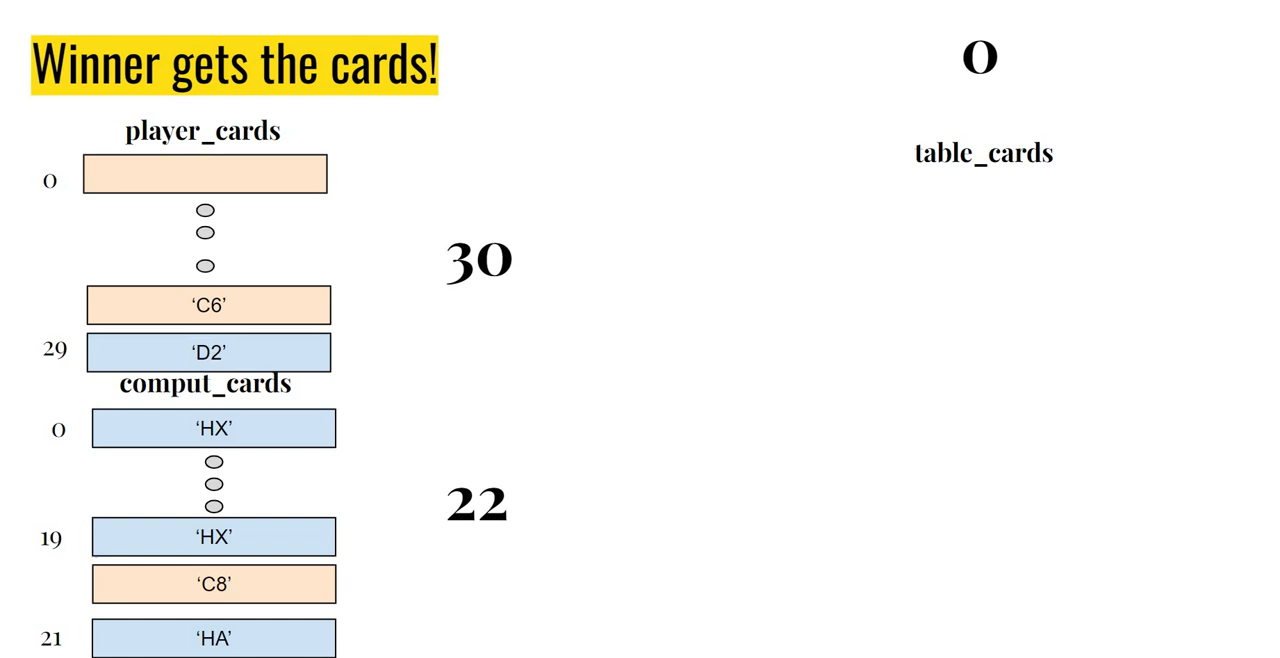 Winner gets the cards!
0
player_cards
table_cards
0
30
'C6'
29
'D2'
comput_cards
0
'HX'
22
19
'HX'
'C8'
21
'HA'